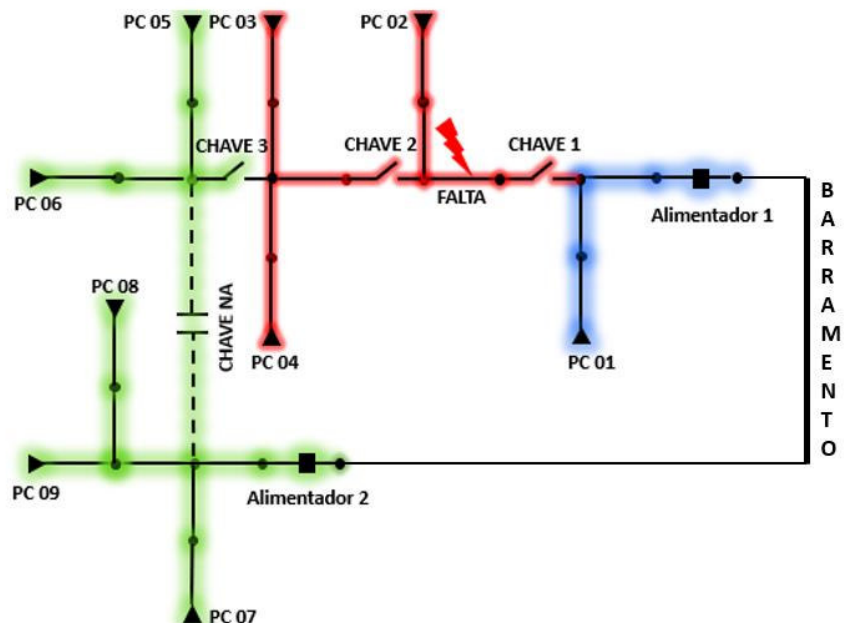 PC 05
PC 03
PC 02
CHAVE 3
CHAVE 2
CHAVE 1
PC 06
FALTA
Alimentador 1
BARRAMENTO
PC 08
CHAVE NA
PC 04
PC 01
PC 09
Alimentador 2
PC 07